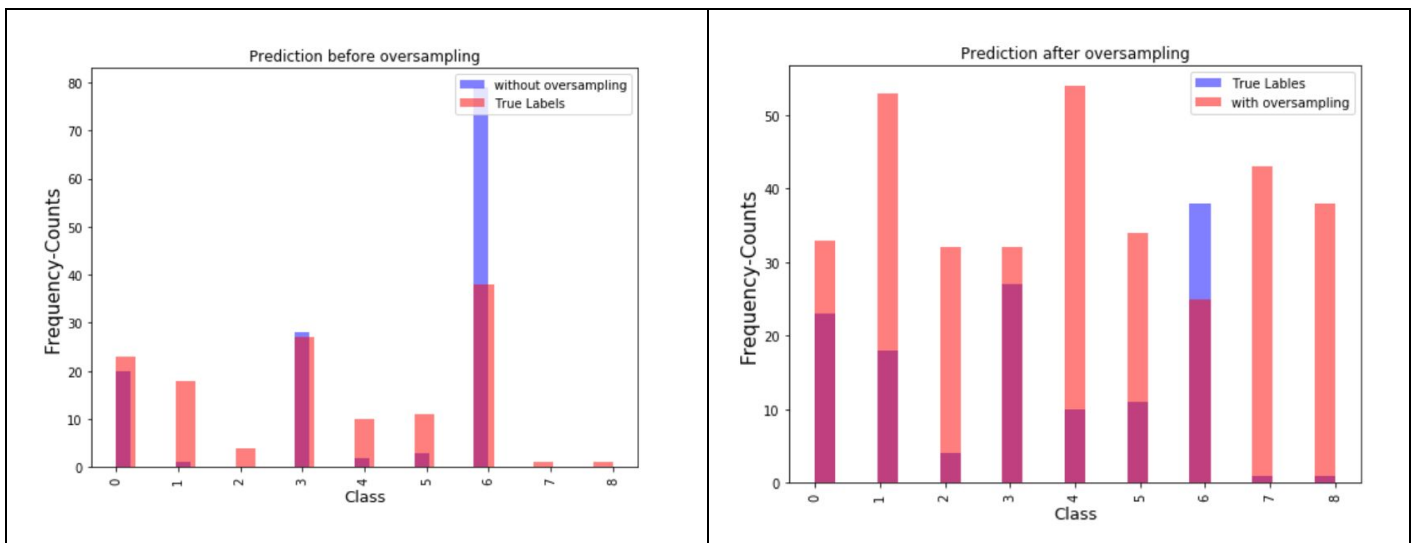 Prediction before oversampling
80
70
60
50
40
30
20
10
0
Frequency-Counts
without oversampling
True Labels
0 1 2 3 4 5 6 7 8
Class
Prediction after oversampling
50
40
30
20
10
0
Frequency-Counts
True Lables
with oversampling
0 1 2 3 4 5 6 7 8
Class